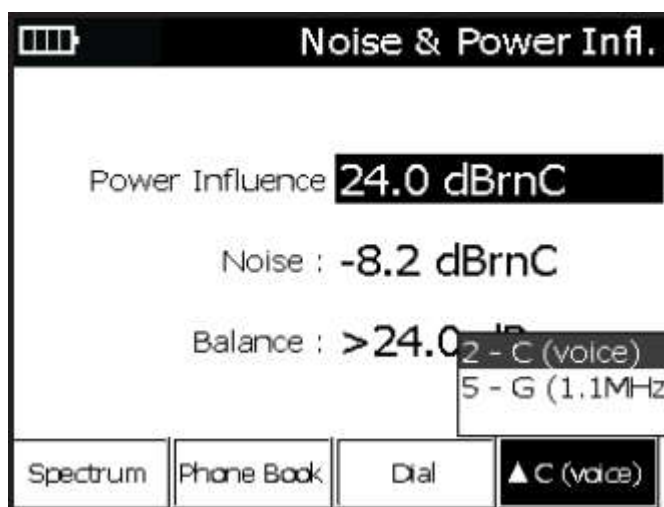 Noise & Power Infl.
Power Influence 24.0 dBrnC
Noise : -8.2 dBrnC
Balance : >24.0
2 - C (voice)
5 - G (1.1MHz
Spectrum Phone Book Dial ▲ C (voice)